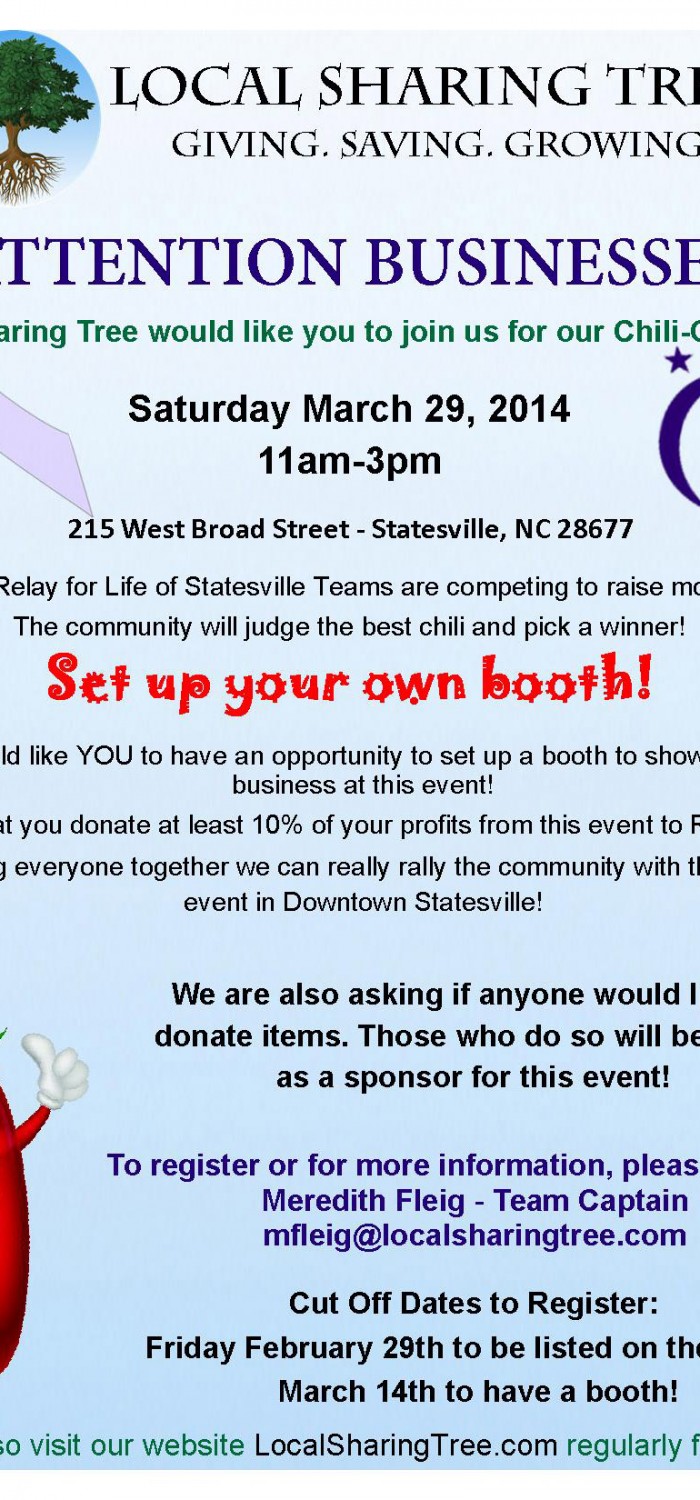 LOCAL SHARING TRE
GIVING. SAVING. GROWING
TTENTION BUSINESSE
aring Tree would like you to join us for our Chili-C
Saturday March 29, 2014
11am-3pm
215 West Broad Street - Statesville, NC 28677
Relay for Life of Statesville Teams are competing to raise mo
The community will judge the best chili and pick a winner!
Set up your own booth!
ld like YOU to have an opportunity to set up a booth to show
business at this event!
at you donate at least 10% of your profits from this event to R
g everyone together we can really rally the community with th
event in Downtown Statesville!
We are also asking if anyone would l
donate items. Those who do so will be
as a sponsor for this event!
To register or for more information, pleas
Meredith Fleig - Team Captain
mfleig@localsharingtree.com
Cut Off Dates to Register:
Friday February 29th to be listed on the
March 14th to have a booth!
so visit our website LocalSharingTree.com regularly f